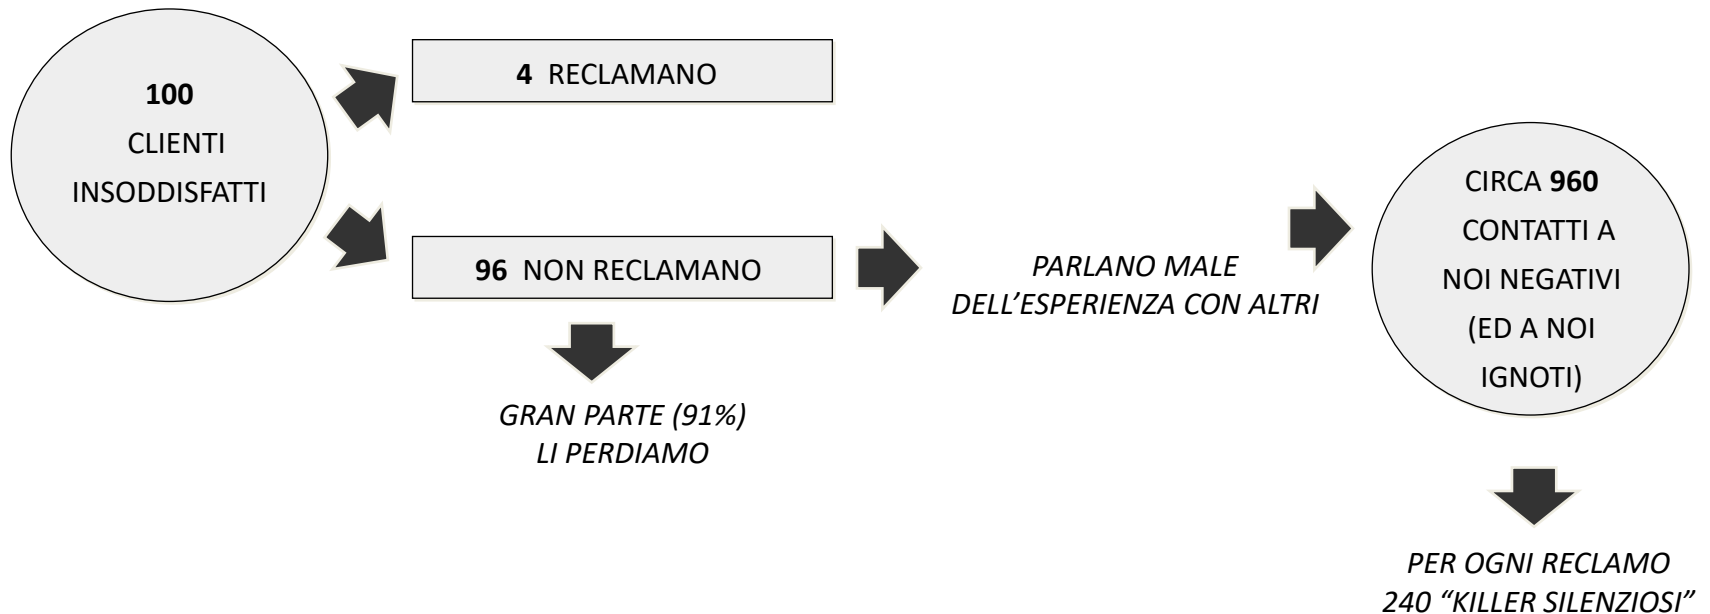 100
CLIENTI
INSODDISFATTI
4 RECLAMANO
96 NON RECLAMANO
GRAN PARTE (91%)
LI PERDIAMO
PARLANO MALE
DELL’ESPERIENZA CON ALTRI
CIRCA 960
CONTATTI A
NOI NEGATIVI
(ED A NOI
IGNOTI)
PER OGNI RECLAMO
240 “KILLER SILENZIOSI”